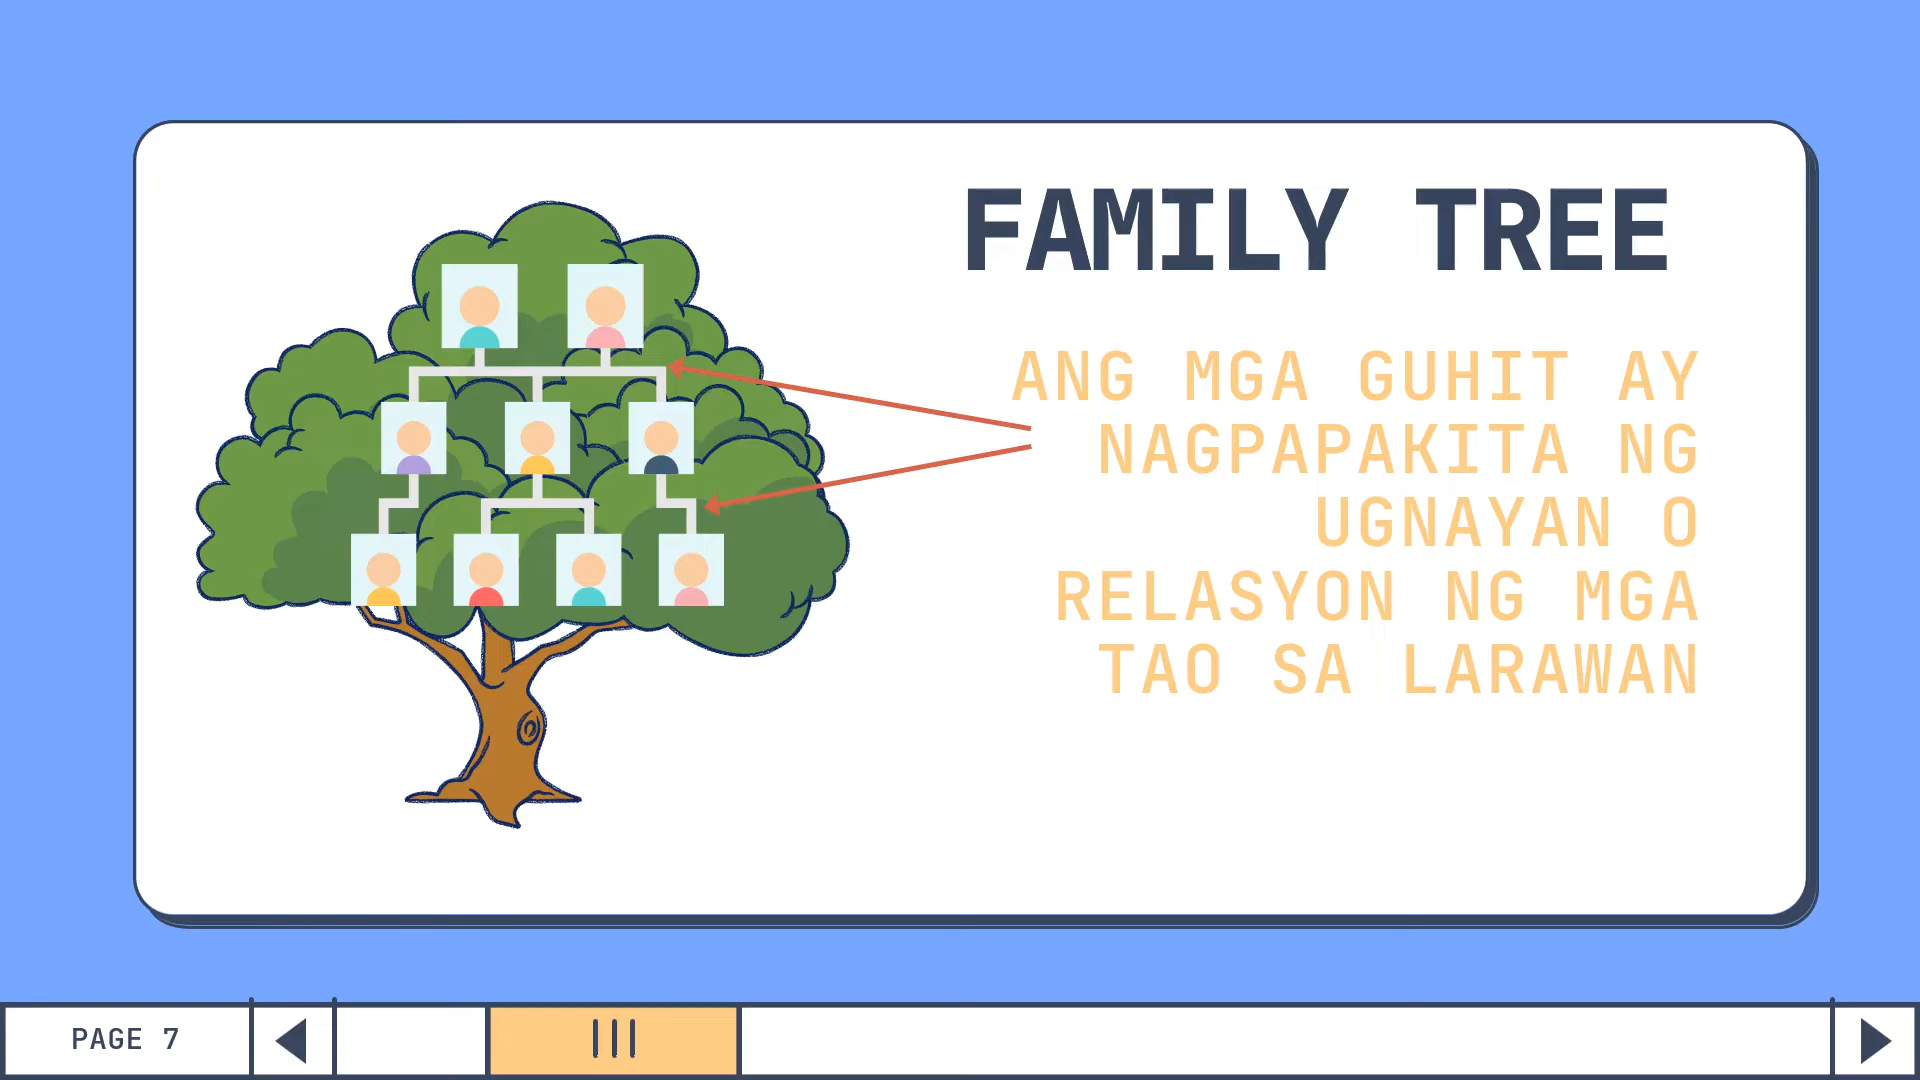 FAMILY TREE
ANG MGA GUHIT AY
NAGPAPAKITA NG
UGNAYAN O
RELASYON NG MGA
TAO SA LARAWAN
PAGE 7